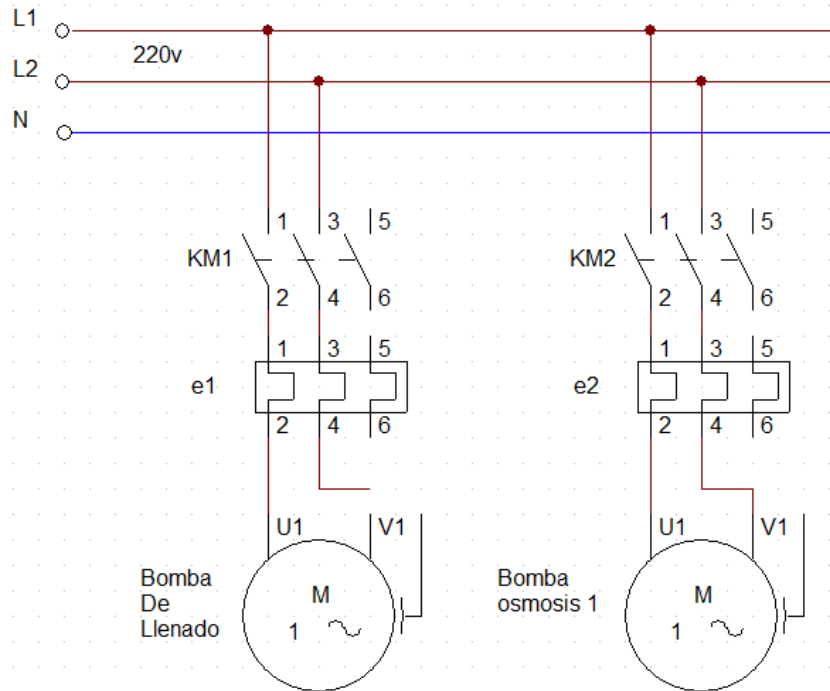 L1
220v
L2
N
1 3 5
KM1
2 4 6
1 3 5
e1
2 4 6
U1 V1
Bomba
De
Llenado
M
1
1 3 5
KM2
2 4 6
1 3 5
e2
2 4 6
U1 V1
Bomba
osmosis 1
M
1